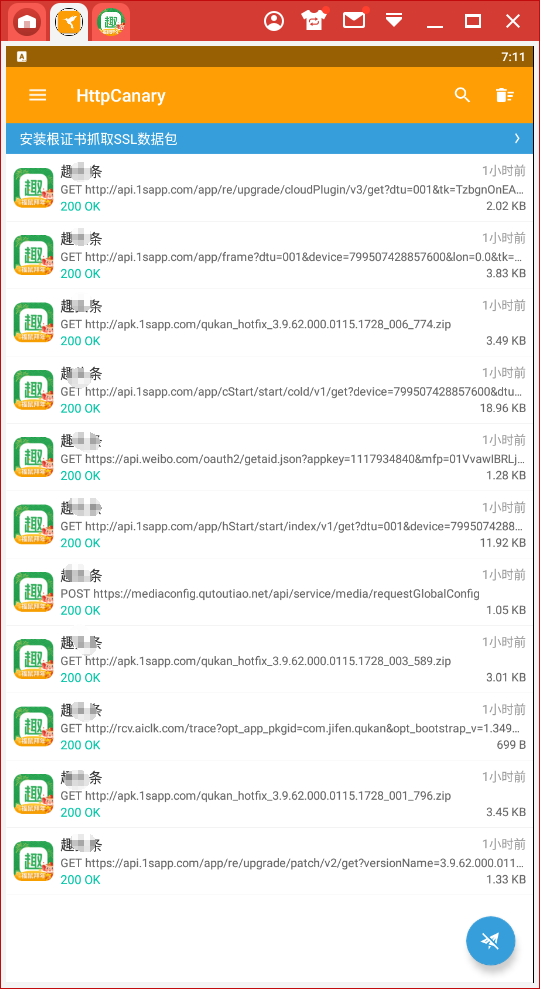 趣
7:11
HttpCanary
安装根证书抓取SSL数据包
趣 条 1小时前
GET http://api.1sapp.com/app/re/upgrade/cloudPlugin/v3/get?dtu=001&tk=TzbgnOnEA...
200 OK 2.02 KB
趣 条 1小时前
GET http://api.1sapp.com/app/frame?dtu=001&device=799507428857600&lon=0.0&tk=...
200 OK 3.83 KB
趣 条 1小时前
GET http://apk.1sapp.com/qukan_hotfix_3.9.62.000.0115.1728_006_774.zip
200 OK 3.49 KB
趣 条 1小时前
GET http://api.1sapp.com/app/cStart/start/cold/v1/get?device=799507428857600&dtu...
200 OK 18.96 KB
趣 条 1小时前
GET https://api.weibo.com/oauth2/getaid.json?appkey=1117934840&mfp=01VvawIBRLj...
200 OK 1.28 KB
趣 条 1小时前
GET http://api.1sapp.com/app/hStart/start/index/v1/get?dtu=001&device=7995074288...
200 OK 11.92 KB
趣 条 1小时前
POST https://mediaconfig.qutoutiao.net/api/service/media/requestGlobalConfig
200 OK 1.05 KB
趣 条 1小时前
GET http://apk.1sapp.com/qukan_hotfix_3.9.62.000.0115.1728_003_589.zip
200 OK 3.01 KB
趣 条 1小时前
GET http://rcv.aiclk.com/trace?opt_app_pkgid=com.jifen.qukan&opt_bootstrap_v=1.349...
200 OK 699 B
趣 条 1小时前
GET http://apk.1sapp.com/qukan_hotfix_3.9.62.000.0115.1728_001_796.zip
200 OK 3.45 KB
趣 条 1小时前
GET https://api.1sapp.com/app/re/upgrade/patch/v2/get?versionName=3.9.62.000.011...
200 OK 1.33 KB